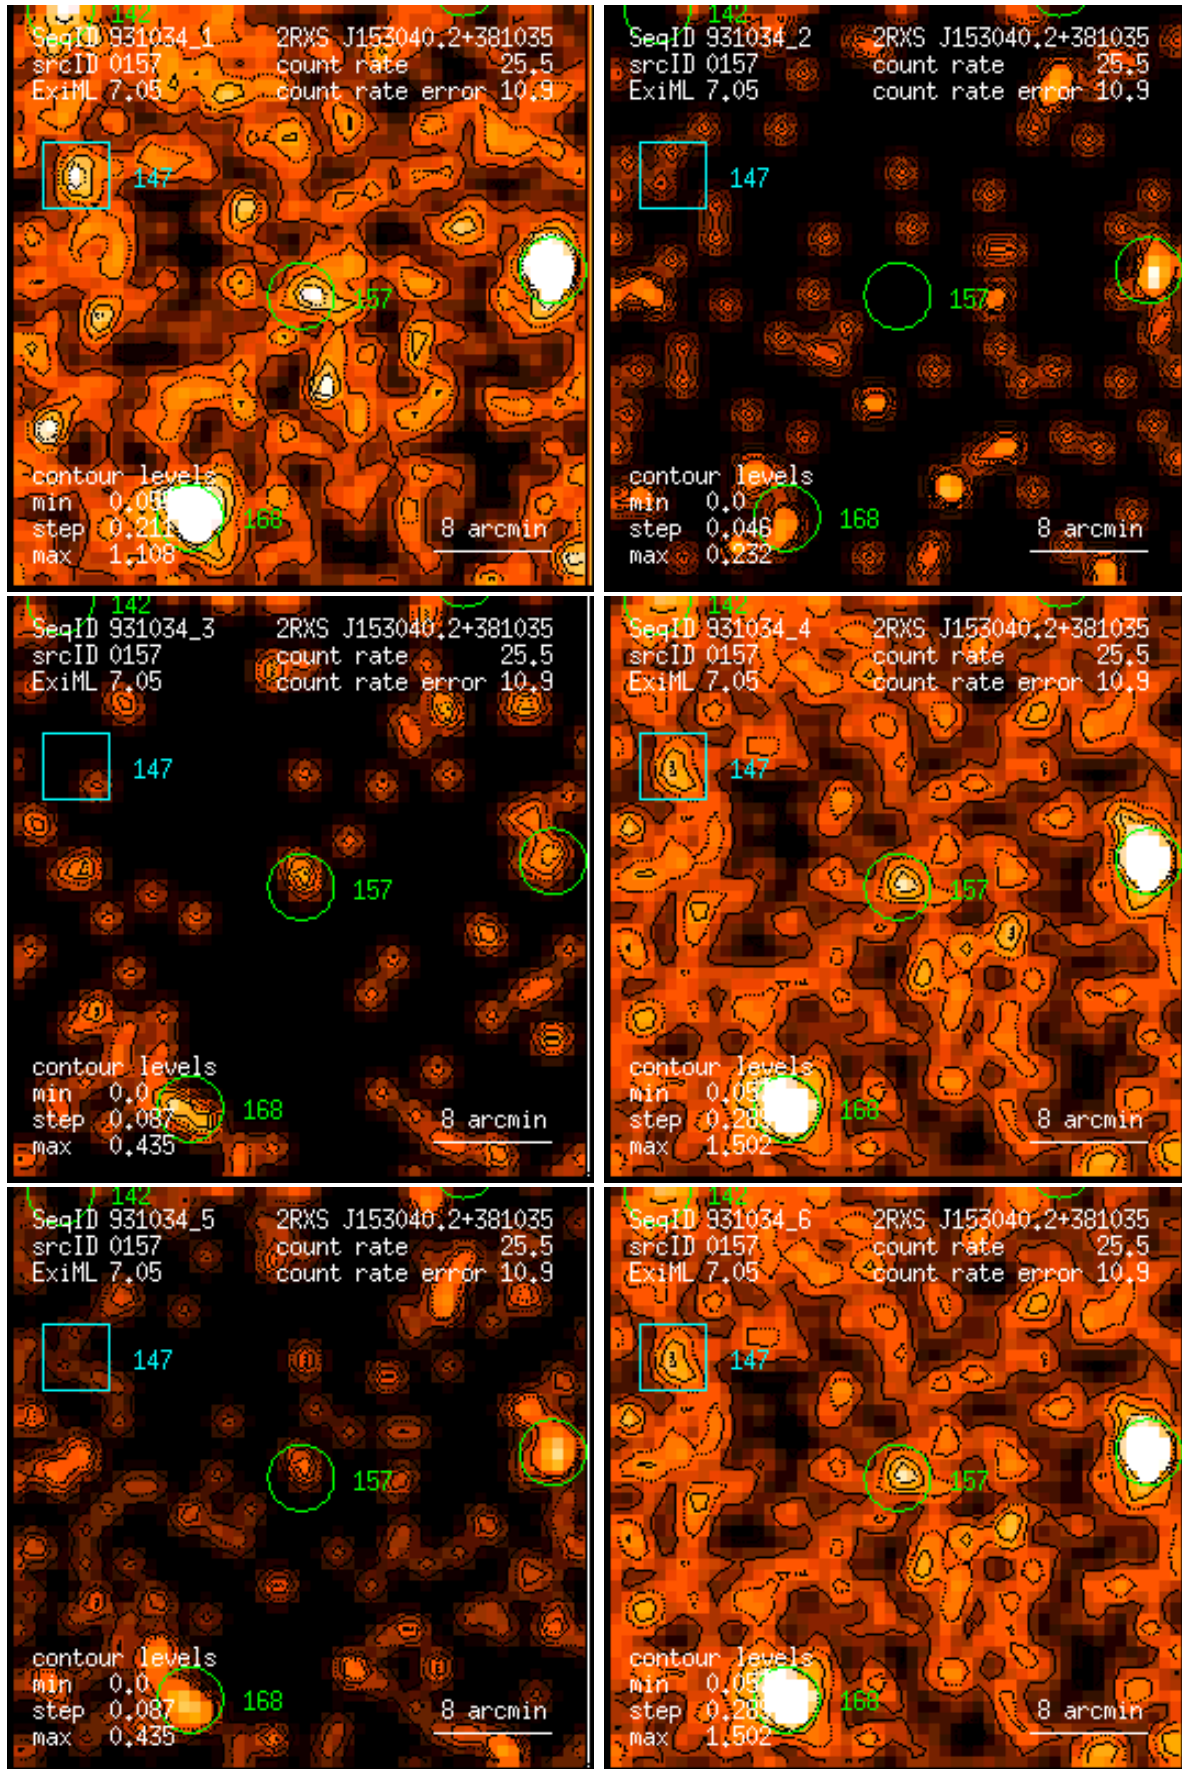 142
SeqID 931034_1 2RXS J153040.2+381035
srcID 0157 count rate 25.5
ExiML 7.05 count rate error 10.9
147
157
contour levels
min 0.05
168
step 0.211
8 arcmin
max 1.108
142
SeqID 931034_2 2RXS J153040.2+381035
srcID 0157 count rate 25.5
ExiML 7.05 count rate error 10.9
147
157
contour levels
min 0.0
168
step 0.046
8 arcmin
max 0.232
142
SeqID 931034_3 2RXS J153040.2+381035
srcID 0157 count rate 25.5
ExiML 7.05 count rate error 10.9
147
157
contour levels
min 0.0
168
step 0.087
8 arcmin
max 0.435
142
SeqID 931034_4 2RXS J153040.2+381035
srcID 0157 count rate 25.5
ExiML 7.05 count rate error 10.9
147
157
contour levels
min
168
step
8 arcmin
max 1.502
142
SeqID 931034_5 2RXS J153040.2+381035
srcID 0157 count rate 25.5
ExiML 7.05 count rate error 10.9
147
157
contour levels
min 0.0
168
step 0.087
8 arcmin
max 0.435
142
SeqID 931034_6 2RXS J153040.2+381035
srcID 0157 count rate 25.5
ExiML 7.05 count rate error 10.9
147
157
contour levels
min
168
step
8 arcmin
max 1.502